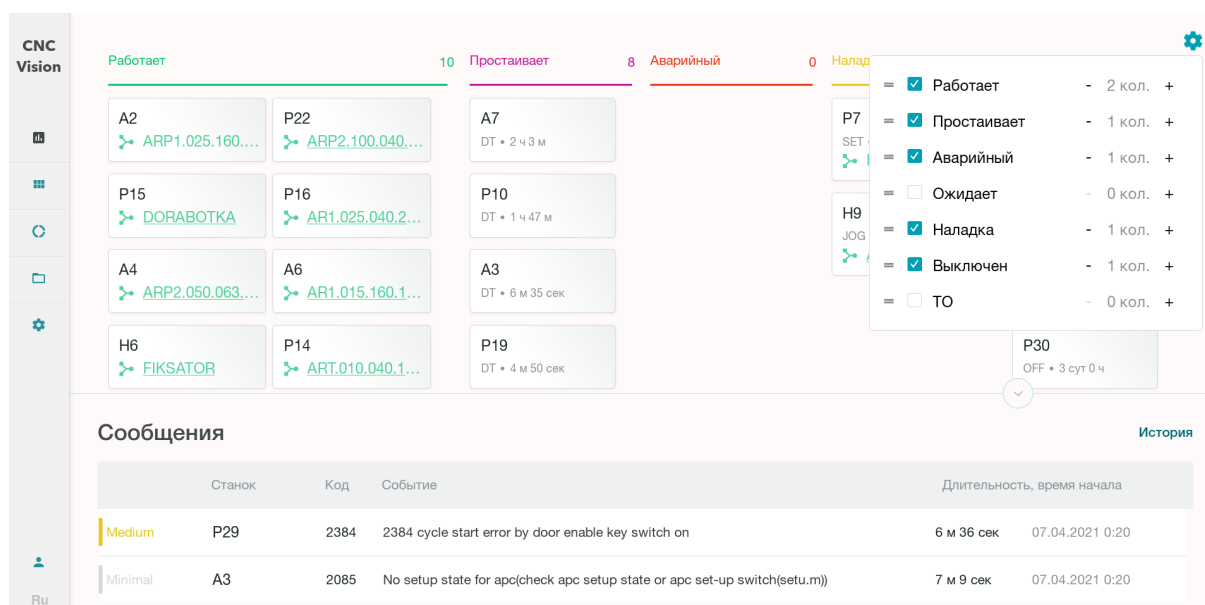 CNC
Vision
Работает 10 Простаивает 8 Аварийный 0 Налад
Работает - 2 кол. +
Простаивает - 1 кол. +
Аварийный - 1 кол. +
Ожидает - 0 кол. +
Наладка - 1 кол. +
Выключен - 1 кол. +
ТО - 0 кол. +
A2 P22 A7 P7
ARP1.025.160.... ARP2.100.040.... DT • 2 ч 3 м SET
P15 P16 P10 H9
DORABOTKA AR1.025.040.2... DT • 1 ч 47 м JOG
A4 A6 A3
ARP2.050.063.... AR1.015.160.1... DT • 6 м 35 сек
H6 P14 P19 P30
FIKSATOR ART.010.040.1... DT • 4 м 50 сек OFF • 3 сут 0 ч
Сообщения История
Станок Код Событие Длительность, время начала
Medium P29 2384 2384 cycle start error by door enable key switch on 6 м 36 сек 07.04.2021 0:20
Minimal A3 2085 No setup state for apc(check apc setup state or apc set-up switch(setu.m)) 7 м 9 сек 07.04.2021 0:20
Ru